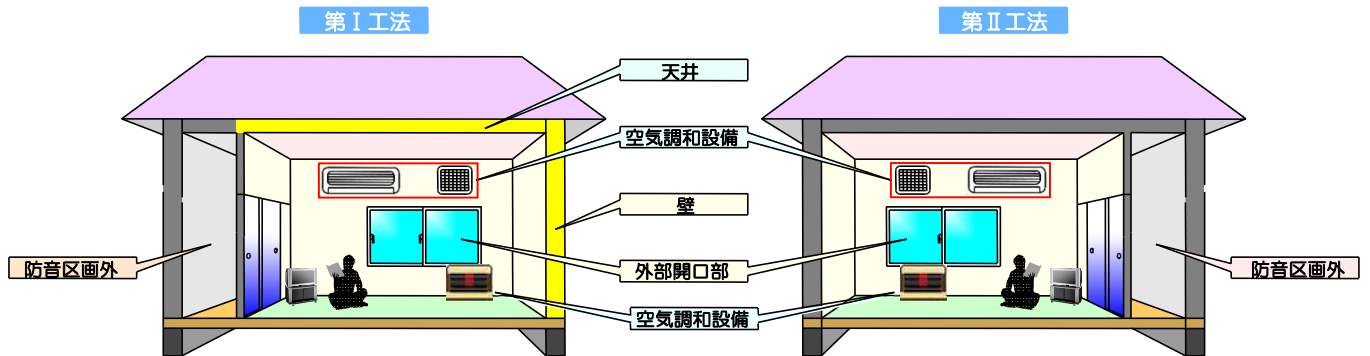 第Ⅰ工法
第Ⅱ工法
天井
空気調和設備
壁
防音区画外
外部開口部
防音区画外
空気調和設備